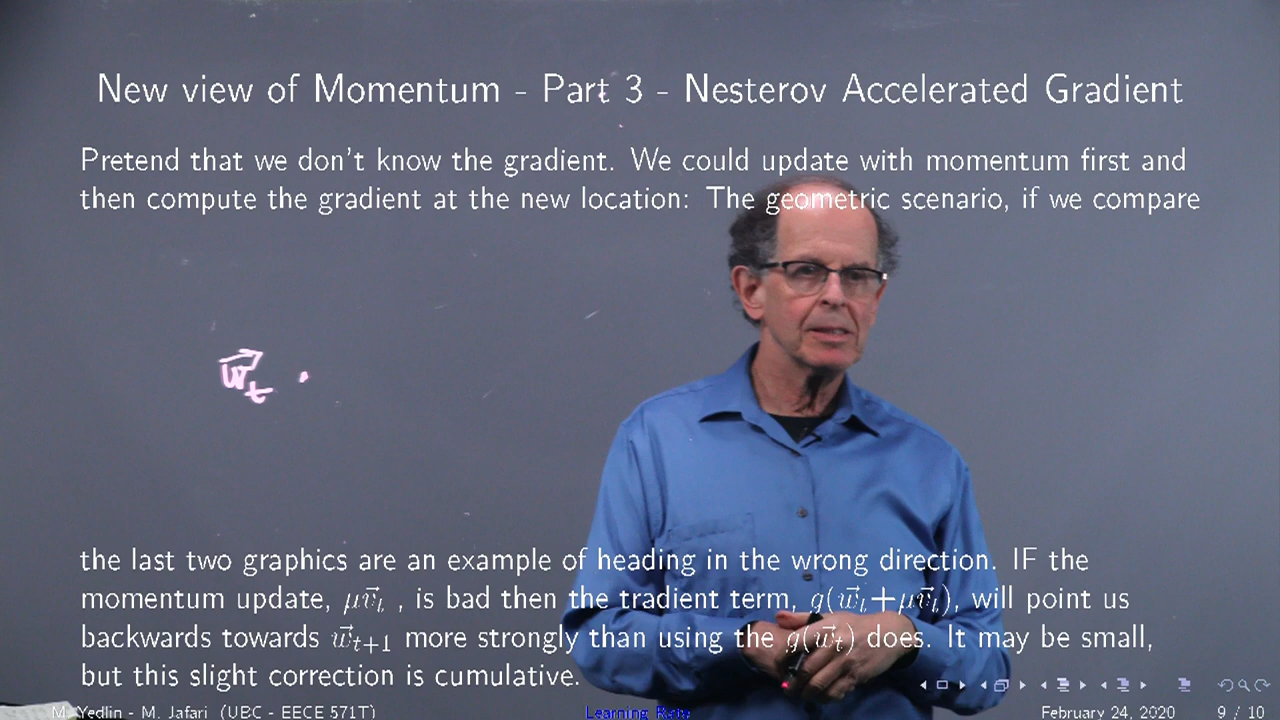 New view of Momentum - Part 3 - Nesterov Accelerated Gradient
Pretend that we don't know the gradient. We could update with momentum first and
then compute the gradient at the new location: The geometric scenario, if we compare
w⃗_t
the last two graphics are an example of heading in the wrong direction. IF the
momentum update, μv⃗_t , is bad then the tradient term, g(w⃗_t+μv⃗_t), will point us
backwards towards w⃗_{t+1} more strongly than using the g(w⃗_t) does. It may be small,
but this slight correction is cumulative.
M. Yedlin - M. Jafari (UBC - EECE 571T) Learning Rate February 24, 2020 9 / 10